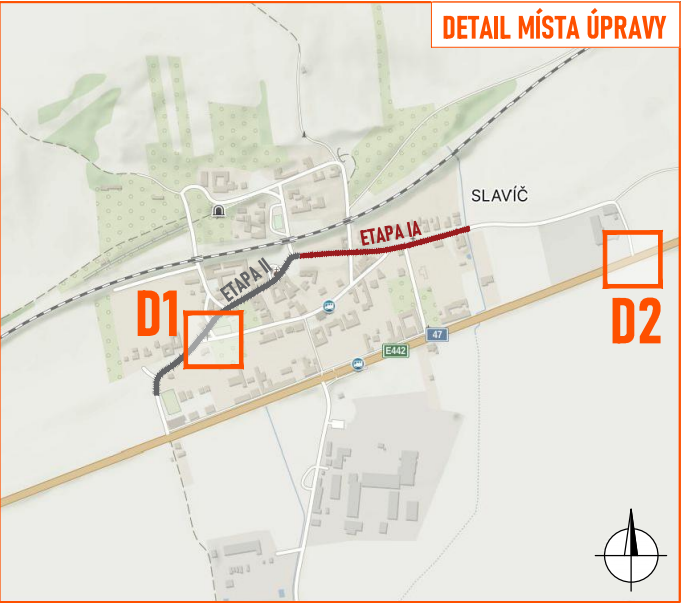 DETAIL MÍSTA ÚPRAVY
SLAVÍČ
ETAPA IA
ETAPA II
D1
D2
47
E442